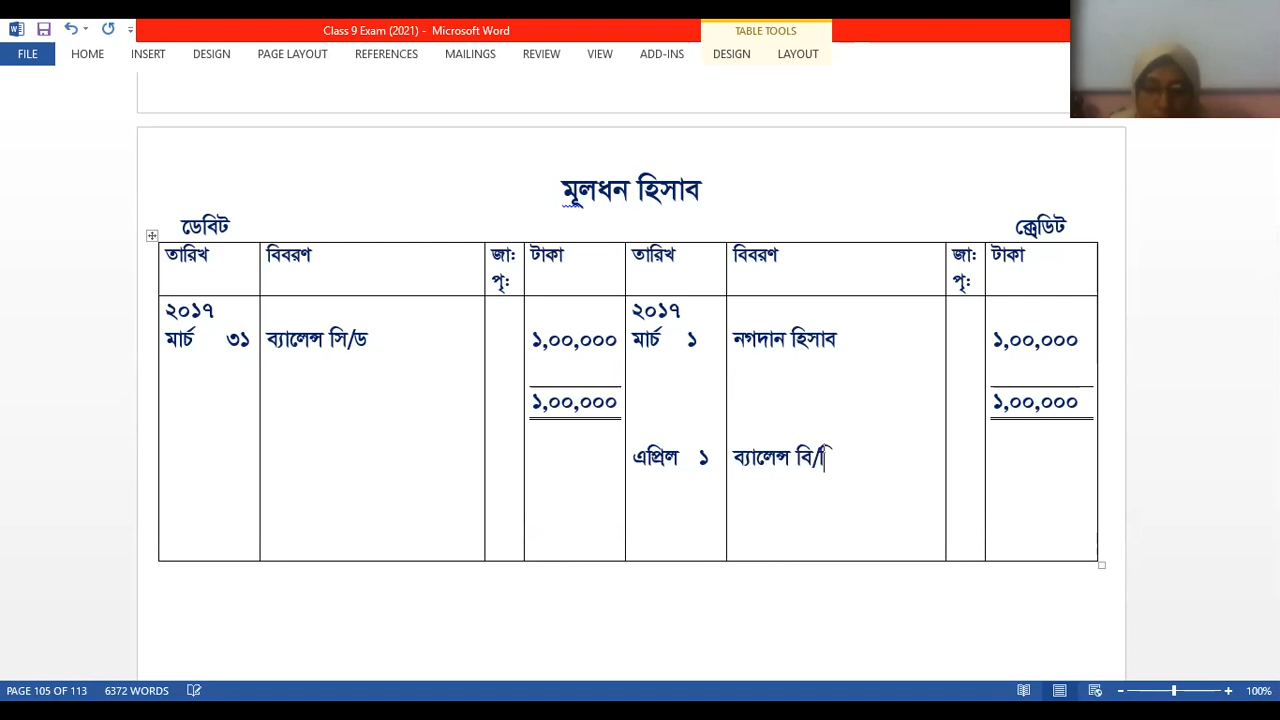 Class 9 Exam (2021) - Microsoft Word
TABLE TOOLS
FILE HOME INSERT DESIGN PAGE LAYOUT REFERENCES MAILINGS REVIEW VIEW ADD-INS DESIGN LAYOUT
মূলধন হিসাব
ডেবিট ক্রেডিট
তারিখ বিবরণ জা: টাকা তারিখ বিবরণ জা: টাকা
পৃ: পৃ:
২০১৭ ২০১৭
মার্চ ৩১ ব্যালেন্স সি/ড ১,০০,০০০ মার্চ ১ নগদান হিসাব ১,০০,০০০
১,০০,০০০ ১,০০,০০০
এপ্রিল ১ ব্যালেন্স বি/ি
PAGE 105 OF 113 6372 WORDS 100%